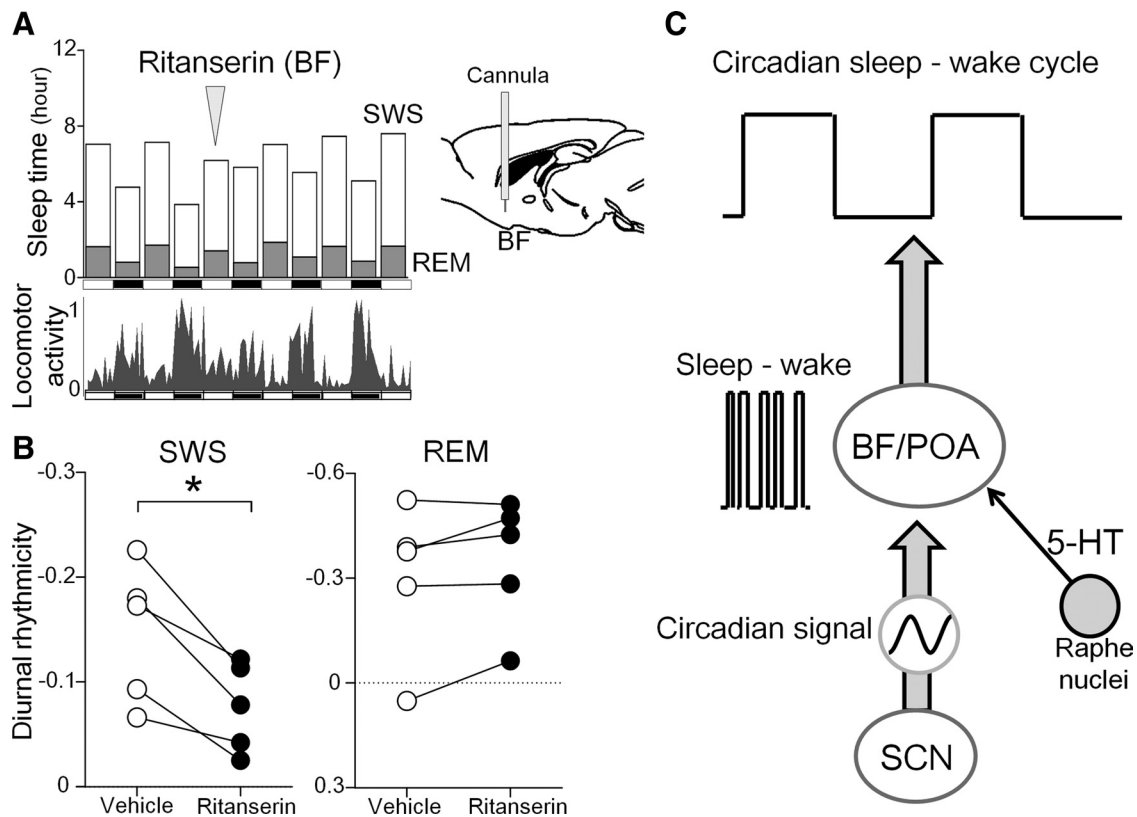 A
12
8
4
0
Sleep time (hour)
Ritanserin (BF)
SWS
REM
Cannula
BF
1
0
Locomotor
activity
B
SWS
*
-0.3
-0.2
-0.1
0
Diurnal rhythmicity
Vehicle
Ritanserin
REM
-0.6
-0.3
0
0.3
Vehicle
Ritanserin
C
Circadian sleep - wake cycle
Sleep - wake
BF/POA
5-HT
Raphe
nuclei
Circadian signal
SCN